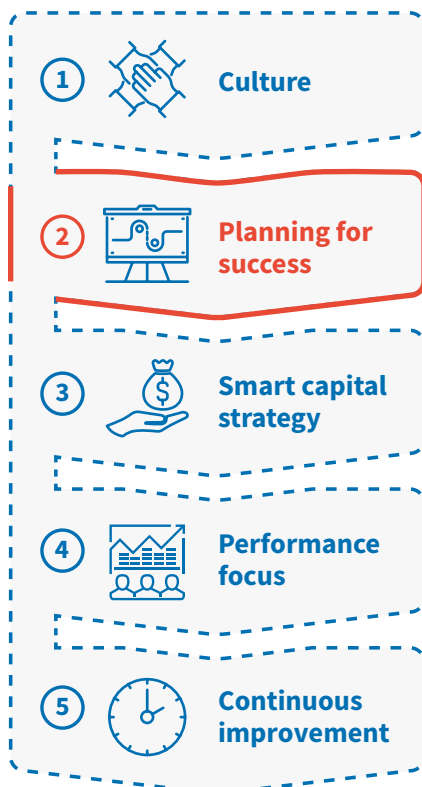 1
Culture
2
Planning for
success
$
3
Smart capital
strategy
4
Performance
focus
5
Continuous
improvement